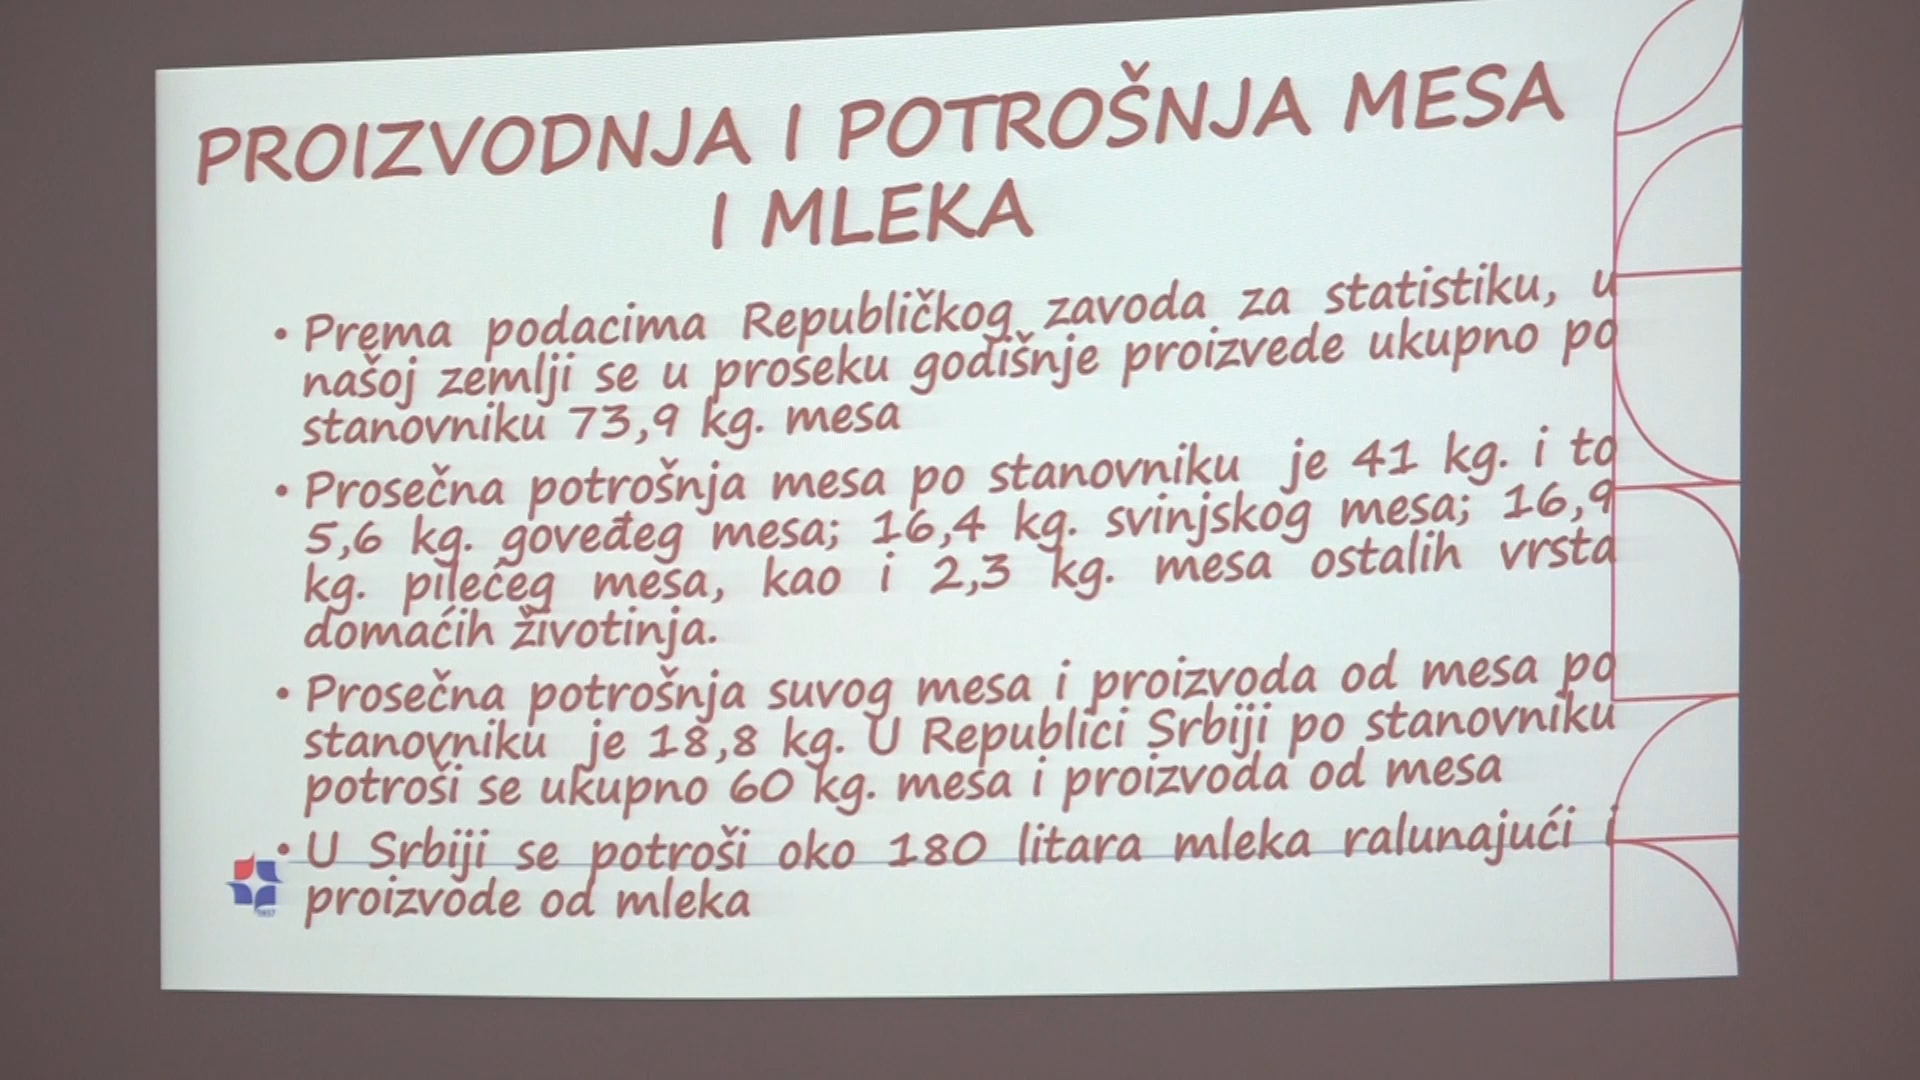 PROIZVODNJA I POTROŠNJA MESA
I MLEKA
• Prema podacima Republičkog zavoda za statistiku, u
našoj zemlji se u proseku godišnje proizvede ukupno po
stanovniku 73,9 kg. mesa
• Prosečna potrošnja mesa po stanovniku je 41 kg. i to
5,6 kg. goveđeg mesa; 16,4 kg. svinjskog mesa; 16,9
kg. pilećeg mesa, kao i 2,3 kg. mesa ostalih vrsta
domaćih životinja.
• Prosečna potrošnja suvog mesa i proizvoda od mesa po
stanovniku je 18,8 kg. U Republici Srbiji po stanovniku
potroši se ukupno 60 kg. mesa i proizvoda od mesa
• U Srbiji se potroši oko 180 litara mleka ralunajući i
proizvode od mleka